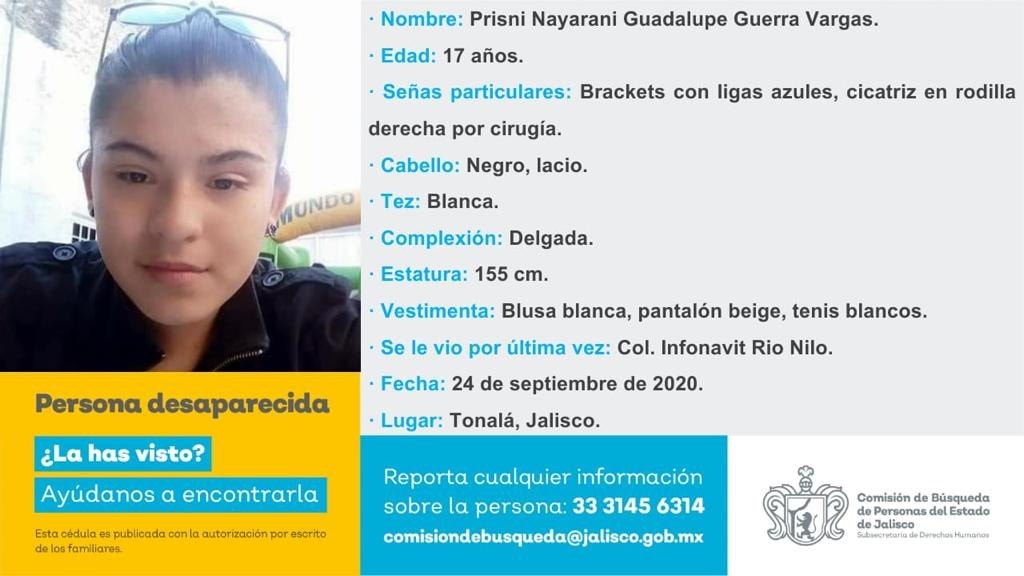 · Nombre: Prisni Nayarani Guadalupe Guerra Vargas.
· Edad: 17 años.
· Señas particulares: Brackets con ligas azules, cicatriz en rodilla
derecha por cirugía.
· Cabello: Negro, lacio.
· Tez: Blanca.
· Complexión: Delgada.
· Estatura: 155 cm.
· Vestimenta: Blusa blanca, pantalón beige, tenis blancos.
· Se le vio por última vez: Col. Infonavit Rio Nilo.
· Fecha: 24 de septiembre de 2020.
· Lugar: Tonalá, Jalisco.
MUNDO
Persona desaparecida
¿La has visto?
Ayúdanos a encontrarla
Esta cédula es publicada con la autorización por escrito
de los familiares.
Reporta cualquier información
sobre la persona: 33 3145 6314
comisiondebusqueda@jalisco.gob.mx
Comisión de Búsqueda
de Personas del Estado
de Jalisco
Subsecretaría de Derechos Humanos